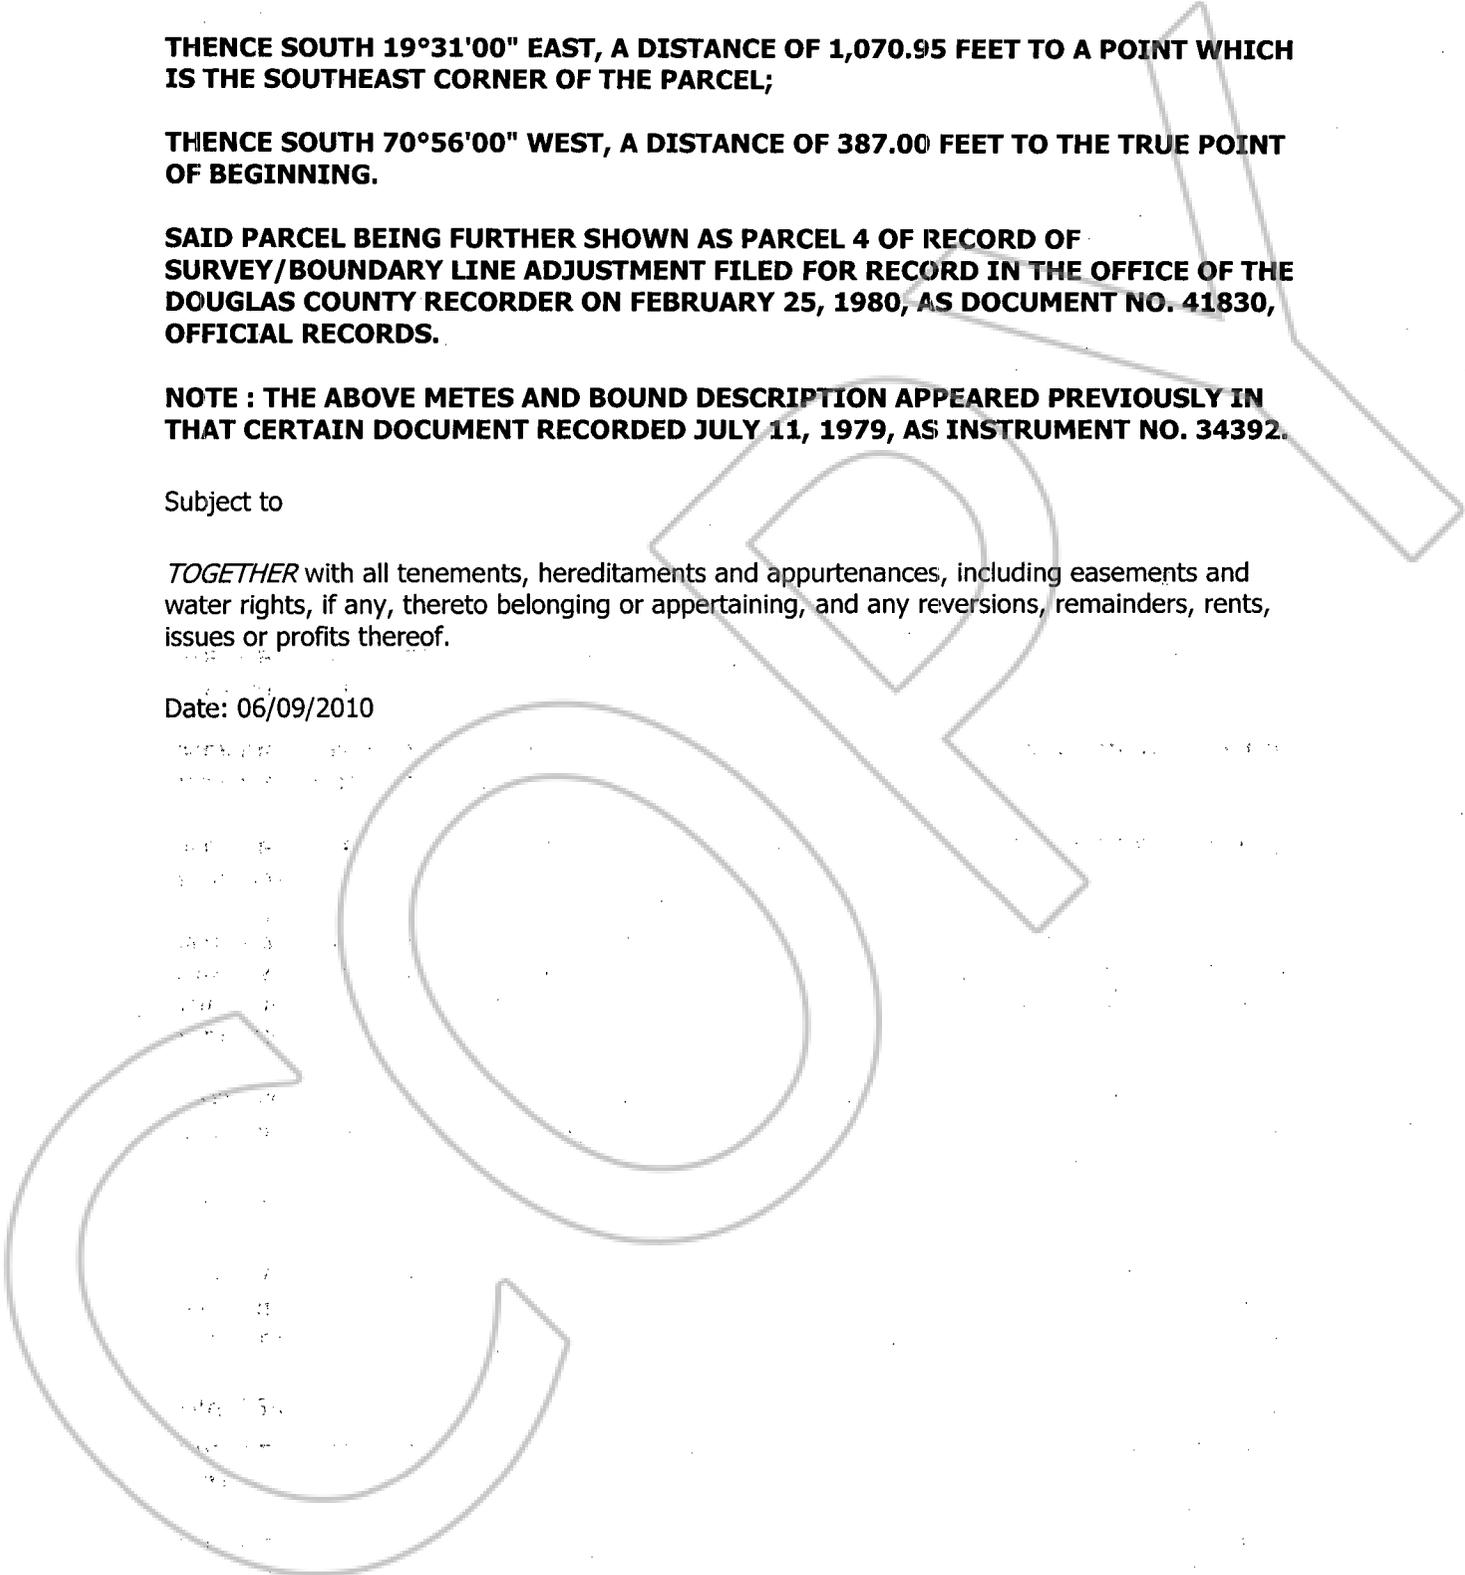 THENCE SOUTH 19°31'00" EAST, A DISTANCE OF 1,070.95 FEET TO A POINT WHICH
IS THE SOUTHEAST CORNER OF THE PARCEL;
THENCE SOUTH 70°56'00" WEST, A DISTANCE OF 387.00 FEET TO THE TRUE POINT
OF BEGINNING.
SAID PARCEL BEING FURTHER SHOWN AS PARCEL 4 OF RECORD OF
SURVEY/BOUNDARY LINE ADJUSTMENT FILED FOR RECORD IN THE OFFICE OF THE
DOUGLAS COUNTY RECORDER ON FEBRUARY 25, 1980, AS DOCUMENT NO. 41830,
OFFICIAL RECORDS.
NOTE : THE ABOVE METES AND BOUND DESCRIPTION APPEARED PREVIOUSLY IN
THAT CERTAIN DOCUMENT RECORDED JULY 11, 1979, AS INSTRUMENT NO. 34392.
Subject to
TOGETHER with all tenements, hereditaments and appurtenances, including easements and
water rights, if any, thereto belonging or appertaining, and any reversions, remainders, rents,
issues or profits thereof.
Date: 06/09/2010
COPY